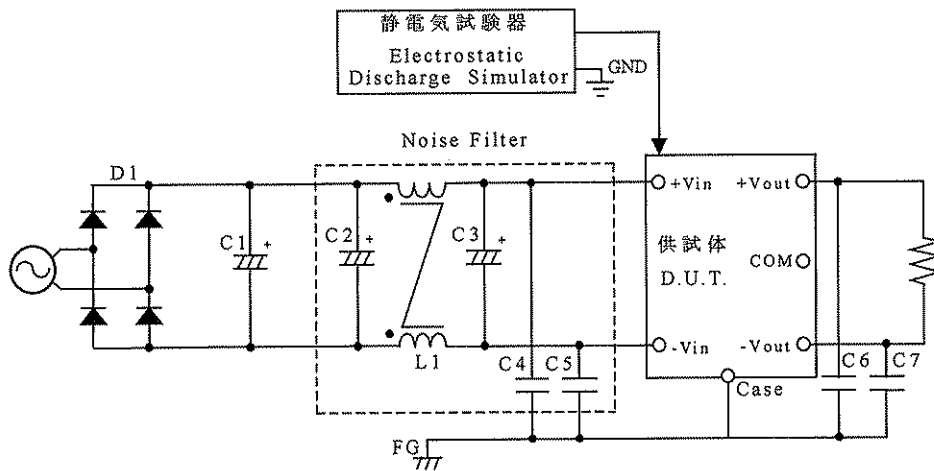 静電気試験器
Electrostatic
Discharge Simulator
GND
Noise Filter
D1
+Vin
+Vout
C1
+
C2
+
C3
+
供試体
D.U.T.
COM
-Vin
-Vout
L1
C4
C5
C6
C7
Case
FG